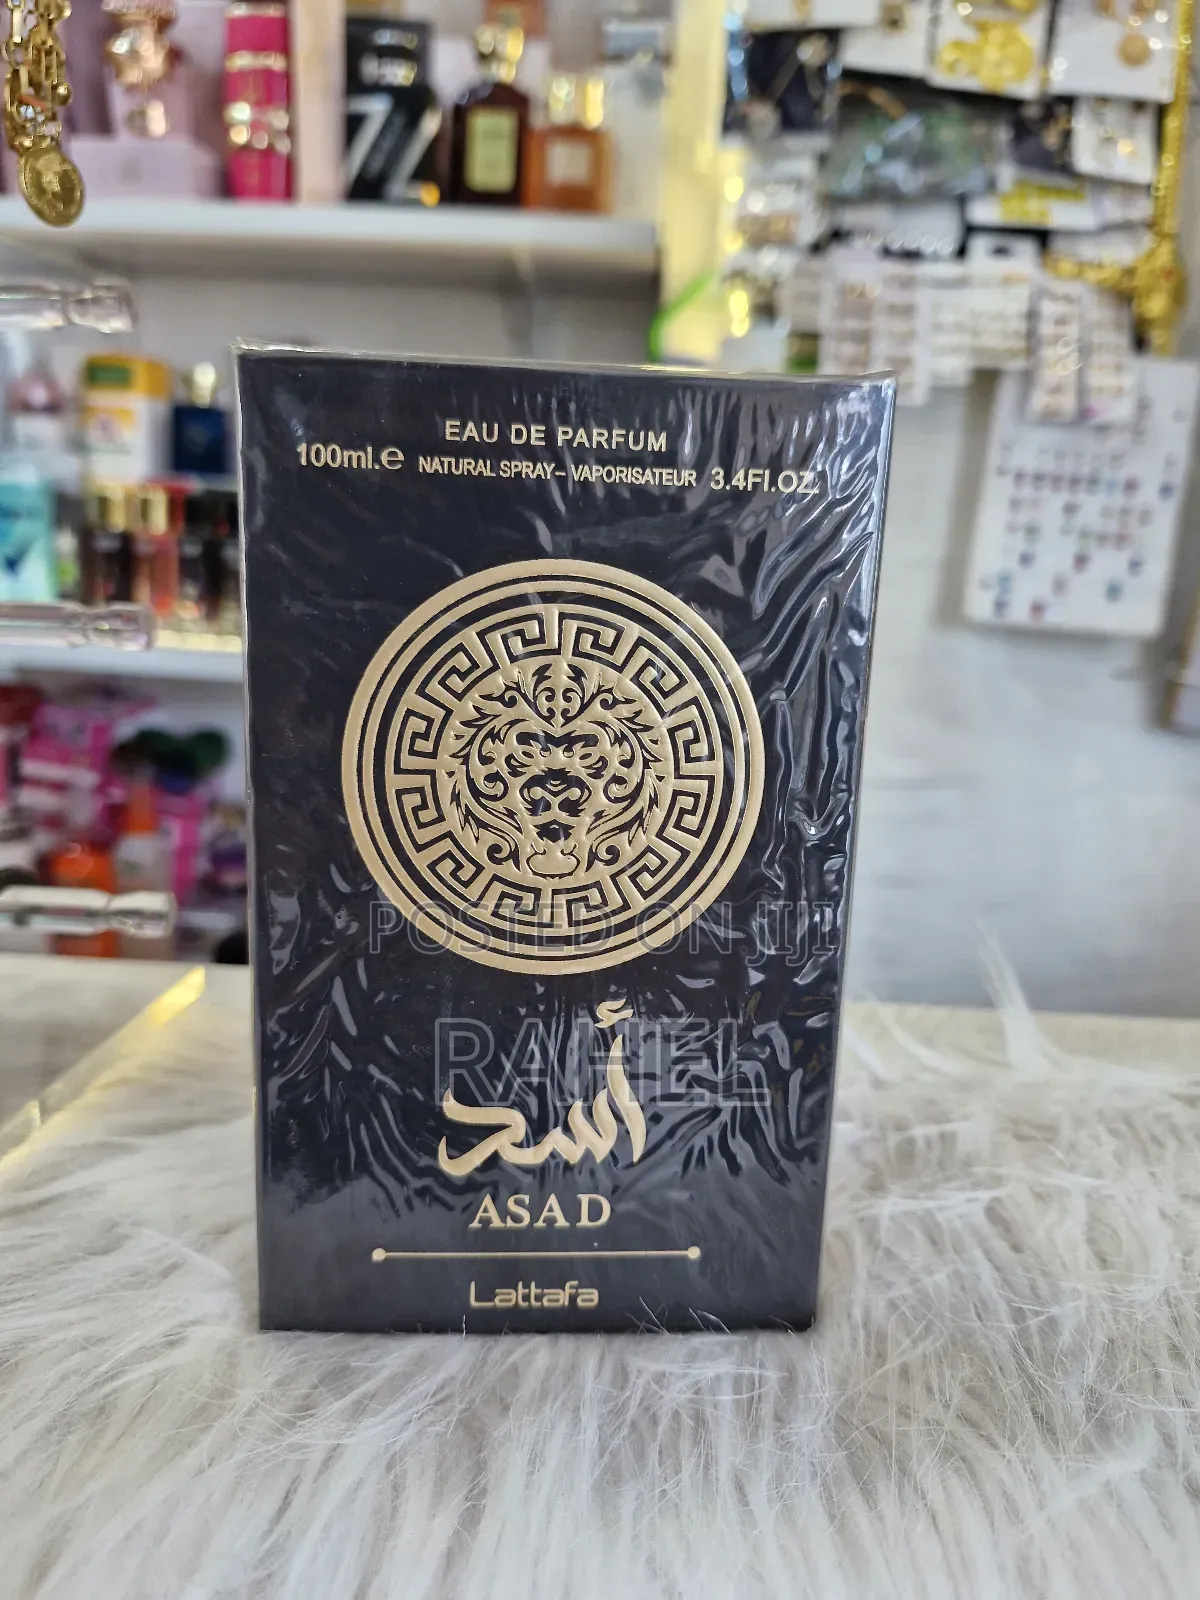 EAU DE PARFUM
100ml.e NATURAL SPRAY– VAPORISATEUR 3.4Fl.OZ.
POSTED ON JIJI
RAHEL
أسد
ASAD
Lattafa